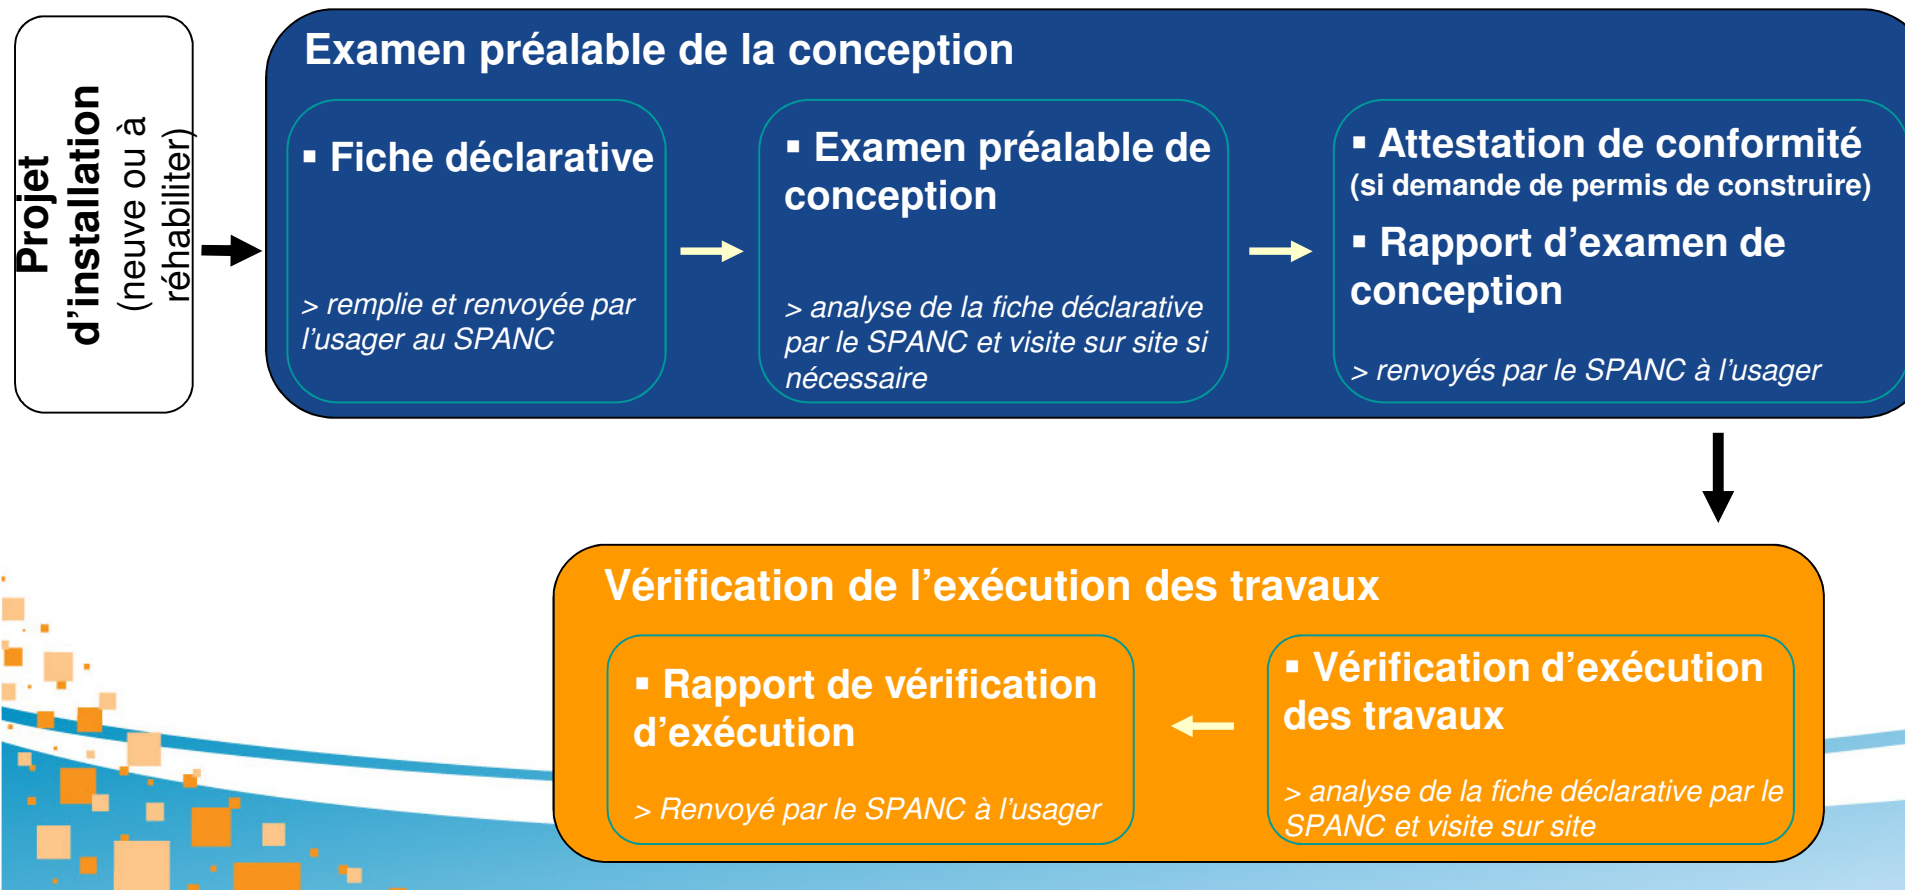 Projet
d’installation
(neuve ou à
réhabiliter)
Examen préalable de la conception
▪ Fiche déclarative
> remplie et renvoyée par
l’usager au SPANC
▪ Examen préalable de
conception
> analyse de la fiche déclarative
par le SPANC et visite sur site si
nécessaire
▪ Attestation de conformité
(si demande de permis de construire)
▪ Rapport d’examen de
conception
> renvoyés par le SPANC à l’usager
Vérification de l’exécution des travaux
▪ Vérification d’exécution
des travaux
> analyse de la fiche déclarative par le
SPANC et visite sur site
▪ Rapport de vérification
d’exécution
> Renvoyé par le SPANC à l’usager